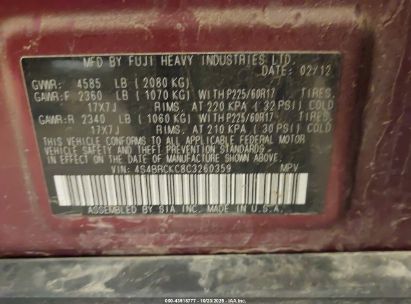 MFD BY FUJI HEAVY INDUSTRIES LTD.
DATE: 02/12
GVWR: 4585 LB (2080 KG)
GAWR:F 2360 LB (1070 KG) WITH P225/60R17 TIRES,
17X7J RIMS, AT 220 KPA (32 PSI) COLD
GAWR:R 2340 LB (1060 KG) WITH P225/60R17 TIRES,
17X7J RIMS, AT 210 KPA (30 PSI) COLD
THIS VEHICLE CONFORMS TO ALL APPLICABLE FEDERAL MOTOR
VEHICLE SAFETY AND THEFT PREVENTION STANDARDS
IN EFFECT ON THE DATE OF MANUFACTURE SHOWN ABOVE.
VIN: 4S4BRCKC8C3260359 MPV
ASSEMBLED BY SIA, INC. MADE IN U.S.A.